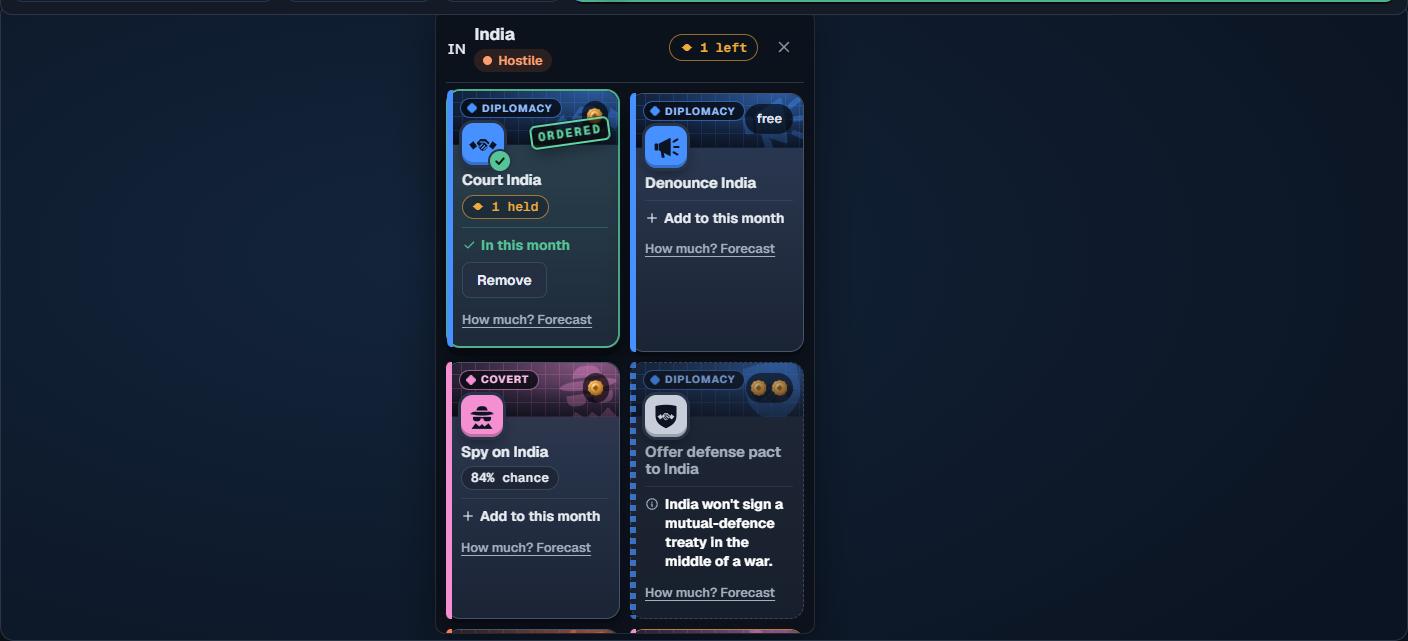 IN
India
Hostile
1 left
DIPLOMACY
ORDERED
Court India
1 held
In this month
Remove
How much? Forecast
DIPLOMACY
free
Denounce India
Add to this month
How much? Forecast
COVERT
Spy on India
84% chance
Add to this month
How much? Forecast
DIPLOMACY
Offer defense pact
to India
India won't sign a
mutual-defence
treaty in the
middle of a war.
How much? Forecast